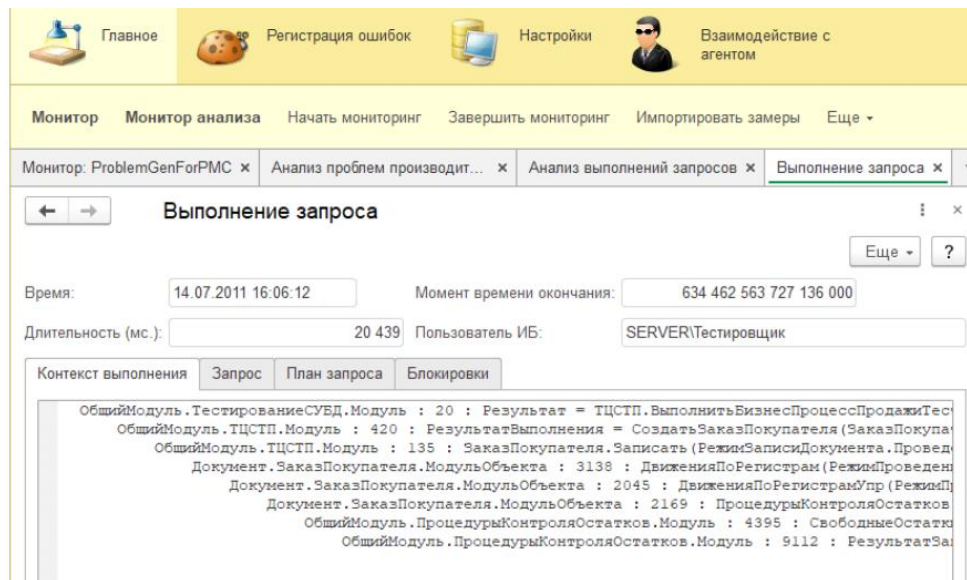 Главное
Регистрация ошибок
Настройки
Взаимодействие с
агентом
Монитор Монитор анализа Начать мониторинг Завершить мониторинг Импортировать замеры Еще
Монитор: ProblemGenForPMC × Анализ проблем производит... × Анализ выполнений запросов × Выполнение запроса ×
Выполнение запроса
Еще ?
Время: 14.07.2011 16:06:12 Момент времени окончания: 634 462 563 727 136 000
Длительность (мс.): 20 439 Пользователь ИБ: SERVER\Тестировщик
Контекст выполнения Запрос План запроса Блокировки
ОбщийМодуль.ТестированиеСУБД.Модуль : 20 : Результат = ТЦСТП.ВыполнитьБизнесПроцессПродажиТес
ОбщийМодуль.ТЦСТП.Модуль : 420 : РезультатВыполнения = СоздатьЗаказПокупателя(ЗаказПокупа
ОбщийМодуль.ТЦСТП.Модуль : 135 : ЗаказПокупателя.Записать(РежимЗаписиДокумента.Провед
Документ.ЗаказПокупателя.МодульОбъекта : 3138 : ДвиженияПоРегистрам(РежимПроведен
Документ.ЗаказПокупателя.МодульОбъекта : 2045 : ДвиженияПоРегистрамУпр(РежимП
Документ.ЗаказПокупателя.МодульОбъекта : 2169 : ПроцедурыКонтроляОстатков
ОбщийМодуль.ПроцедурыКонтроляОстатков.Модуль : 4395 : СвободныеОстатк
ОбщийМодуль.ПроцедурыКонтроляОстатков.Модуль : 9112 : РезультатЗа